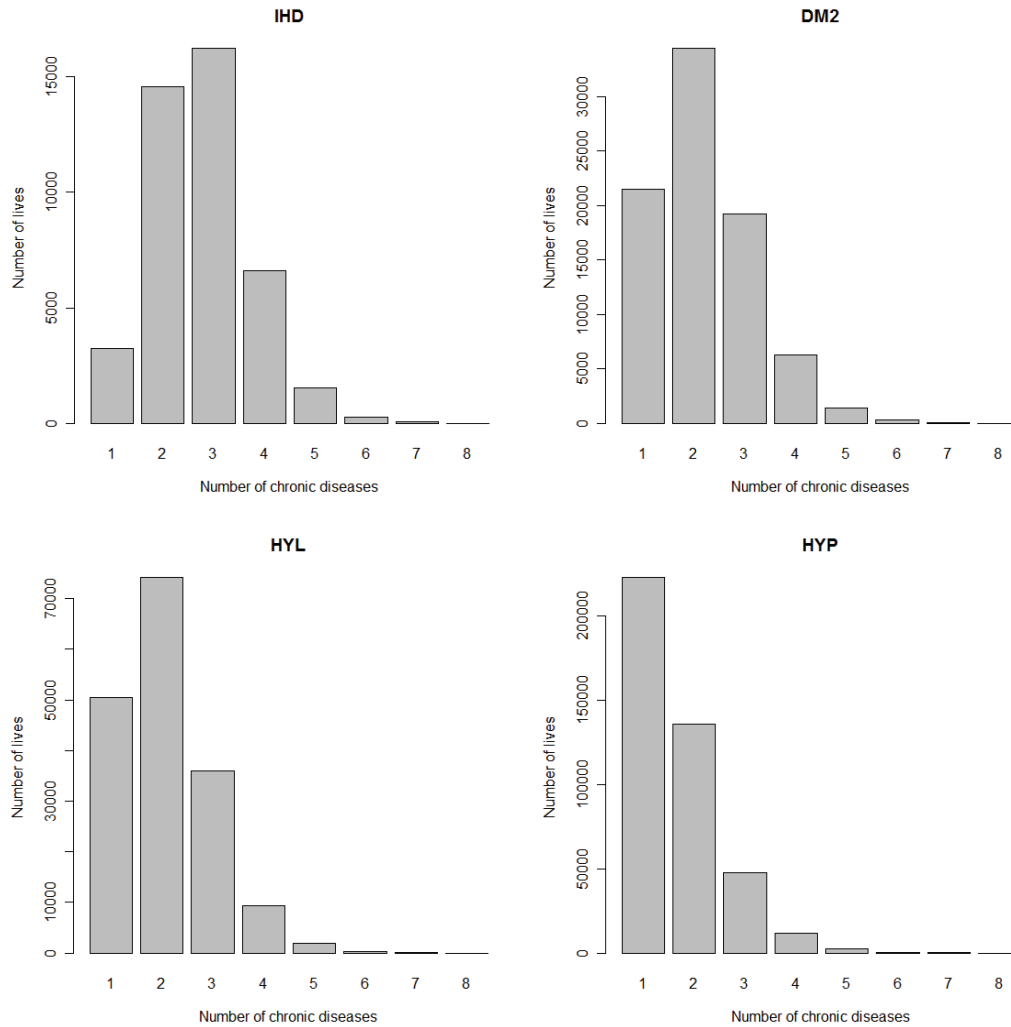 IHD
Number of lives
15000
10000
5000
0
1 2 3 4 5 6 7 8
Number of chronic diseases
DM2
Number of lives
30000
25000
20000
15000
10000
5000
0
1 2 3 4 5 6 7 8
Number of chronic diseases
HYL
Number of lives
70000
50000
30000
10000
0
1 2 3 4 5 6 7 8
Number of chronic diseases
HYP
Number of lives
200000
150000
100000
50000
0
1 2 3 4 5 6 7 8
Number of chronic diseases